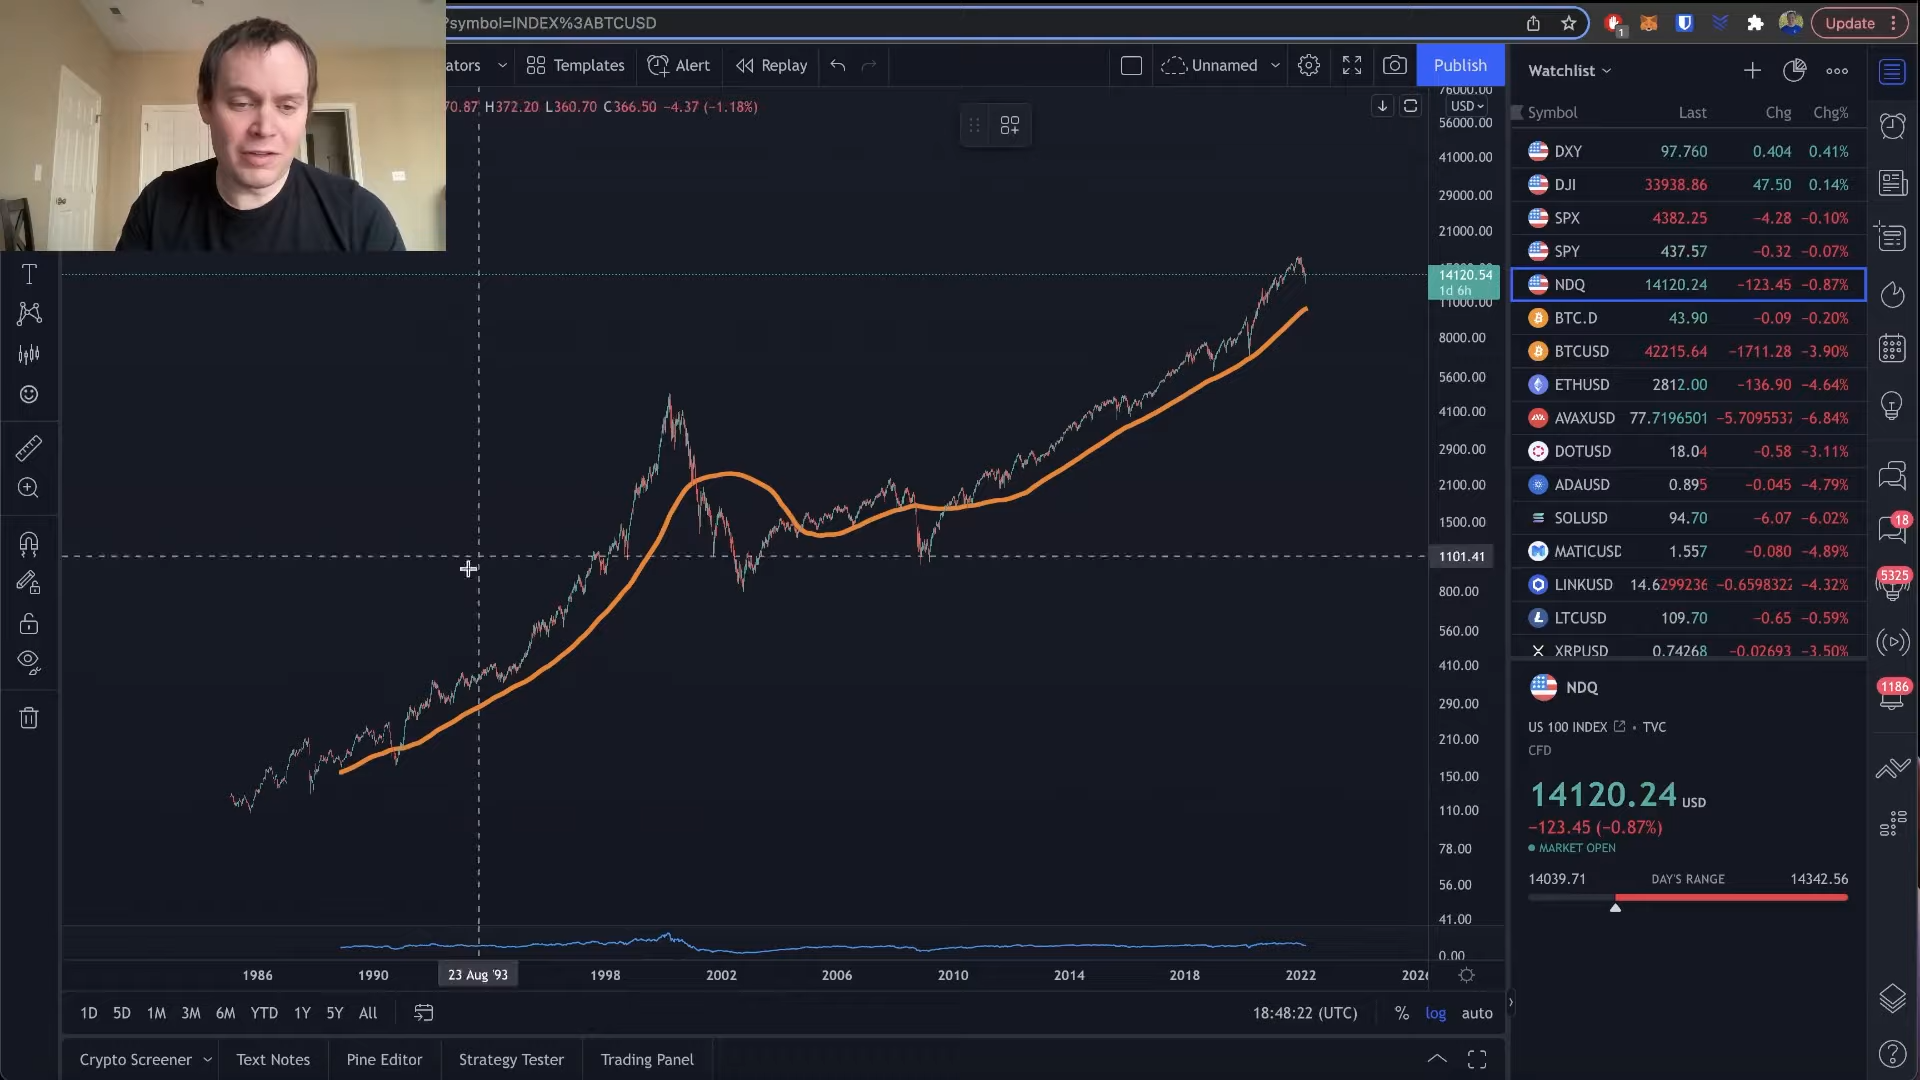 ?symbol=INDEX%3ABTCUSD
1
Update
ators
Templates
Alert
Replay
Unnamed
Publish
70.87 H372.20 L360.70 C366.50 −4.37 (−1.18%)
USD
76000.00
56000.00
41000.00
29000.00
21000.00
14120.54
1d 6h
11000.00
8000.00
5600.00
4100.00
2900.00
2100.00
1500.00
1101.41
800.00
560.00
410.00
290.00
210.00
150.00
110.00
78.00
56.00
41.00
0.00
1986 1990 23 Aug '93 1998 2002 2006 2010 2014 2018 2022 2026
1D 5D 1M 3M 6M YTD 1Y 5Y All
18:48:22 (UTC) % log auto
Crypto Screener Text Notes Pine Editor Strategy Tester Trading Panel
Watchlist
Symbol Last Chg Chg%
DXY 97.760 0.404 0.41%
DJI 33938.86 47.50 0.14%
SPX 4382.25 −4.28 −0.10%
SPY 437.57 −0.32 −0.07%
NDQ 14120.24 −123.45 −0.87%
BTC.D 43.90 −0.09 −0.20%
BTCUSD 42215.64 −1711.28 −3.90%
ETHUSD 2812.00 −136.90 −4.64%
AVAXUSD 77.7196501 −5.7095537 −6.84%
DOTUSD 18.04 −0.58 −3.11%
ADAUSD 0.895 −0.045 −4.79%
SOLUSD 94.70 −6.07 −6.02%
MATICUSD 1.557 −0.080 −4.89%
LINKUSD 14.6299236 −0.6598322 −4.32%
LTCUSD 109.70 −0.65 −0.59%
XRPUSD 0.74268 −0.02693 −3.50%
NDQ
US 100 INDEX • TVC
CFD
14120.24 USD
−123.45 (−0.87%)
MARKET OPEN
14039.71 DAY'S RANGE 14342.56
18
5325
1186